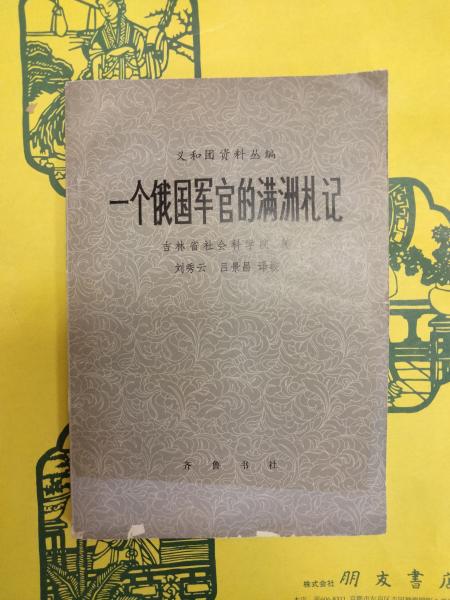 义和团资料丛编
一个俄国军官的满洲札记
吉林省社会科学院
刘秀云 吕景昌 译校
齐鲁书社
株式会社 朋友書店